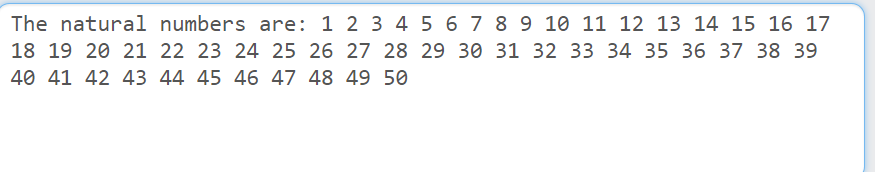 The natural numbers are: 1 2 3 4 5 6 7 8 9 10 11 12 13 14 15 16 17
18 19 20 21 22 23 24 25 26 27 28 29 30 31 32 33 34 35 36 37 38 39
40 41 42 43 44 45 46 47 48 49 50